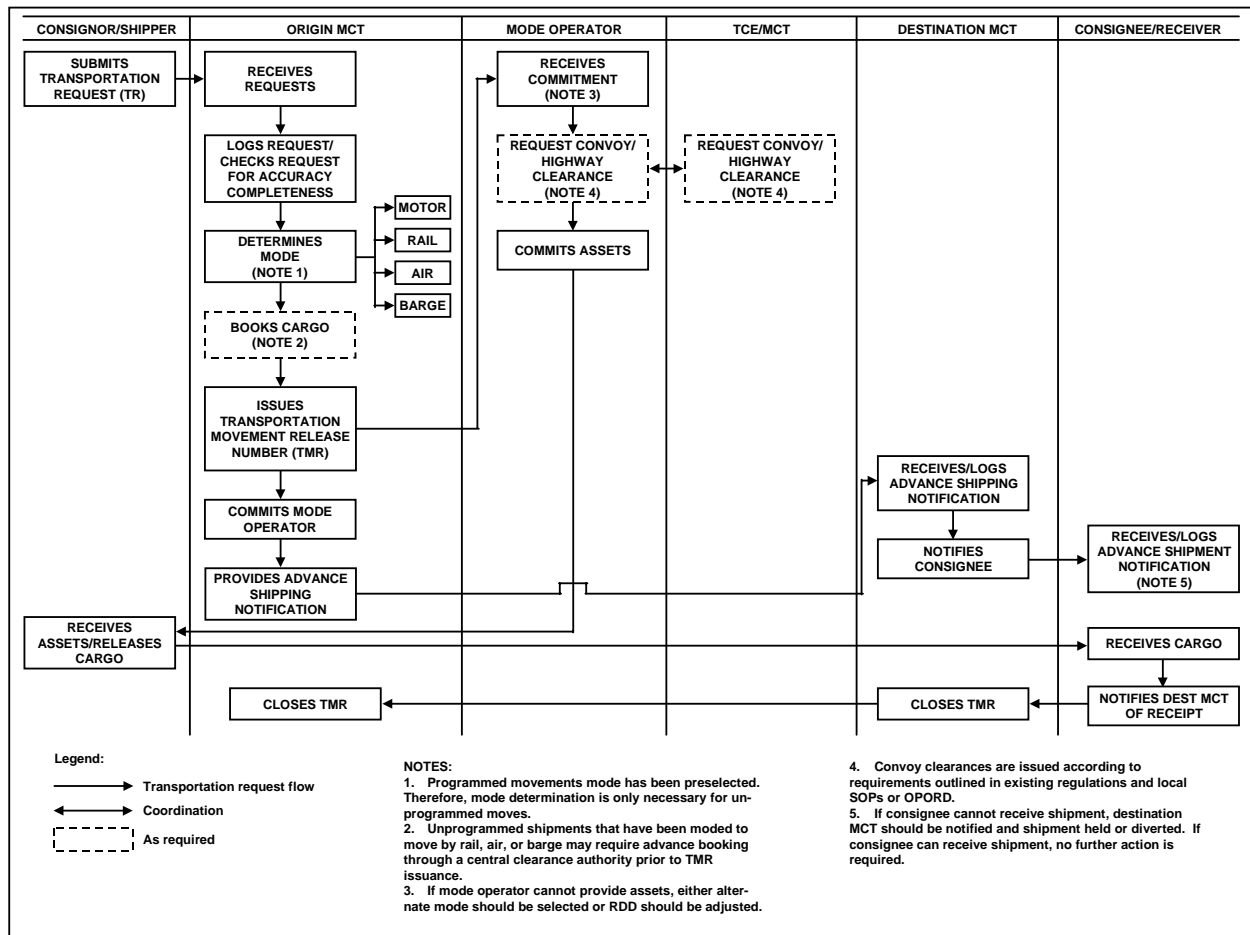 CONSIGNOR/SHIPPER
ORIGIN MCT
MODE OPERATOR
TCE/MCT
DESTINATION MCT
CONSIGNEE/RECEIVER
SUBMITS
TRANSPORTATION
REQUEST (TR)
RECEIVES
REQUESTS
LOGS REQUEST/
CHECKS REQUEST
FOR ACCURACY
COMPLETENESS
DETERMINES
MODE
(NOTE 1)
MOTOR
RAIL
AIR
BARGE
BOOKS CARGO
(NOTE 2)
ISSUES
TRANSPORTATION
MOVEMENT RELEASE
NUMBER (TMR)
COMMITS MODE
OPERATOR
PROVIDES ADVANCE
SHIPPING
NOTIFICATION
RECEIVES
COMMITMENT
(NOTE 3)
REQUEST CONVOY/
HIGHWAY
CLEARANCE
(NOTE 4)
REQUEST CONVOY/
HIGHWAY
CLEARANCE
(NOTE 4)
COMMITS ASSETS
RECEIVES/LOGS
ADVANCE SHIPPING
NOTIFICATION
NOTIFIES
CONSIGNEE
RECEIVES/LOGS
ADVANCE SHIPMENT
NOTIFICATION
(NOTE 5)
RECEIVES
ASSETS/RELEASES
CARGO
RECEIVES CARGO
NOTIFIES DEST MCT
OF RECEIPT
CLOSES TMR
CLOSES TMR
Legend:
Transportation request flow
Coordination
As required
NOTES:
1. Programmed movements mode has been preselected.
Therefore, mode determination is only necessary for un-
programmed moves.
2. Unprogrammed shipments that have been moded to
move by rail, air, or barge may require advance booking
through a central clearance authority prior to TMR
issuance.
3. If mode operator cannot provide assets, either alter-
nate mode should be selected or RDD should be adjusted.
4. Convoy clearances are issued according to
requirements outlined in existing regulations and local
SOPs or OPORD.
5. If consignee cannot receive shipment, destination
MCT should be notified and shipment held or diverted. If
consignee can receive shipment, no further action is
required.